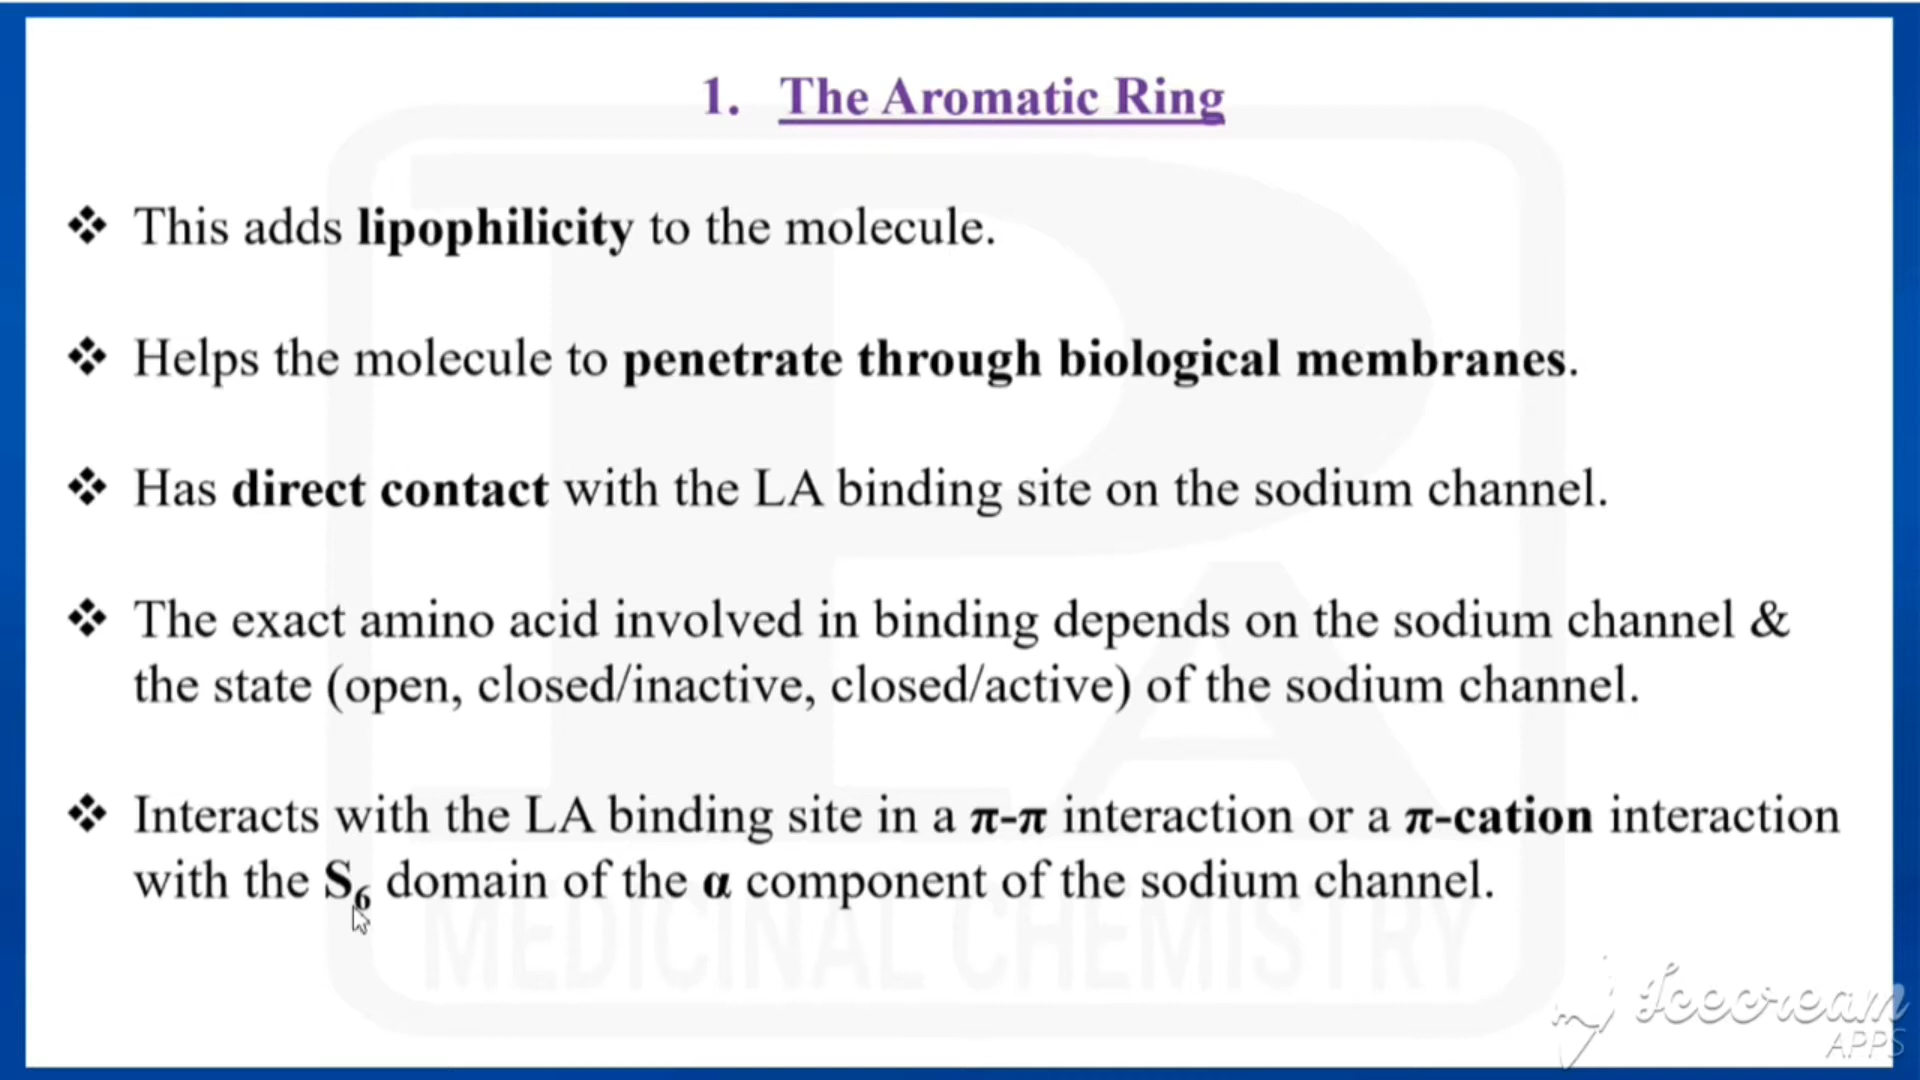 1. The Aromatic Ring
❖ This adds lipophilicity to the molecule.
❖ Helps the molecule to penetrate through biological membranes.
❖ Has direct contact with the LA binding site on the sodium channel.
❖ The exact amino acid involved in binding depends on the sodium channel &
the state (open, closed/inactive, closed/active) of the sodium channel.
❖ Interacts with the LA binding site in a π-π interaction or a π-cation interaction
with the S₆ domain of the α component of the sodium channel.
PA
MEDICINAL CHEMISTRY
Icecream
APPS